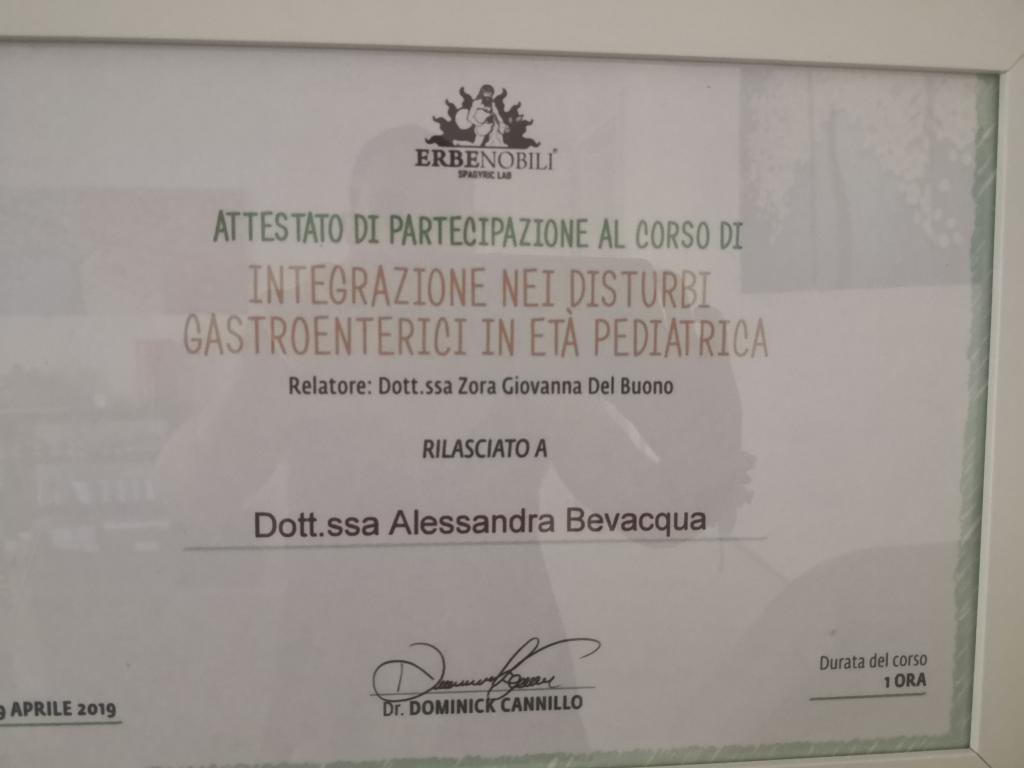 ERBENOBILI®
SPAGYRIC LAB
ATTESTATO DI PARTECIPAZIONE AL CORSO DI
INTEGRAZIONE NEI DISTURBI
GASTROENTERICI IN ETÀ PEDIATRICA
Relatore: Dott.ssa Zora Giovanna Del Buono
RILASCIATO A
Dott.ssa Alessandra Bevacqua
Dr. DOMINICK CANNILLO
Durata del corso
1 ORA
9 APRILE 2019